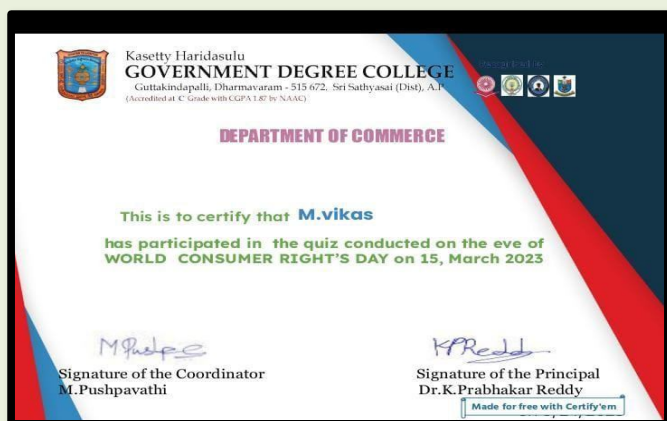 Kasetty Haridasulu
GOVERNMENT DEGREE COLLEGE
Guttakindapalli, Dharmavaram - 515 672, Sri Sathyasai (Dist), A.P
(Accredited at C Grade with CGPA 1.87 by NAAC)
DEPARTMENT OF COMMERCE
This is to certify that M.vikas
has participated in the quiz conducted on the eve of
WORLD CONSUMER RIGHT'S DAY on 15, March 2023
Signature of the Coordinator
M.Pushpavathi
Signature of the Principal
Dr.K.Prabhakar Reddy
Made for free with Certify'em